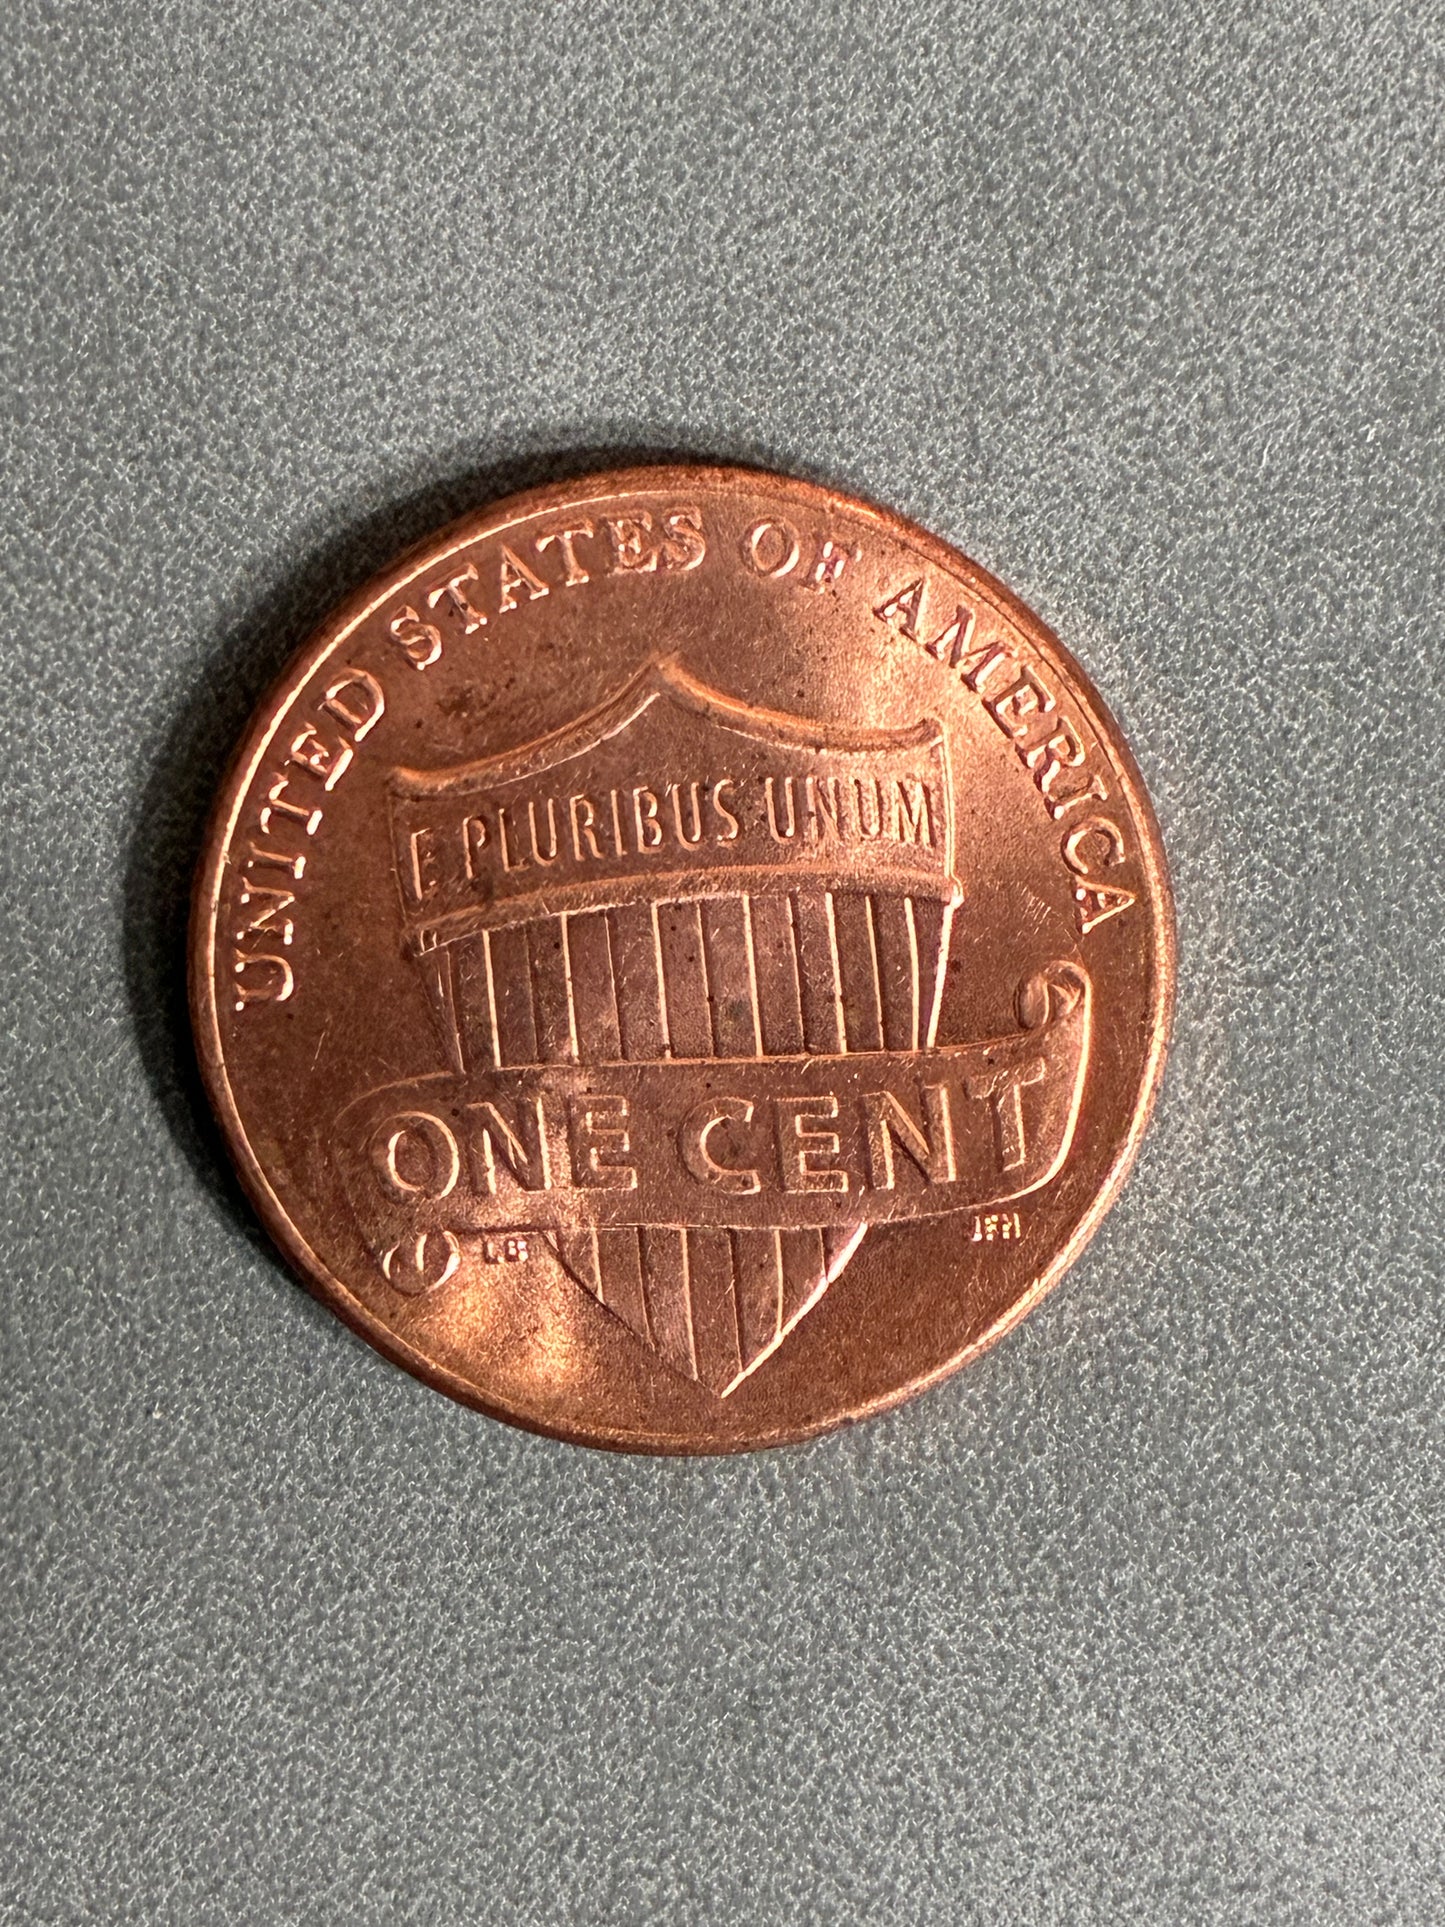 UNITED STATES OF AMERICA
E PLURIBUS UNUM
ONE CENT
LB
JFM